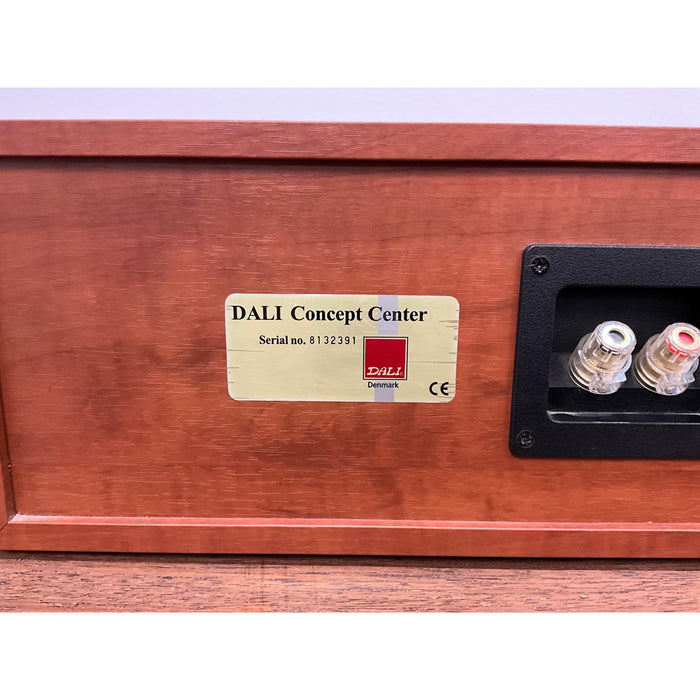 DALI Concept Center
Serial no. 8132391
DALI
Denmark
CE